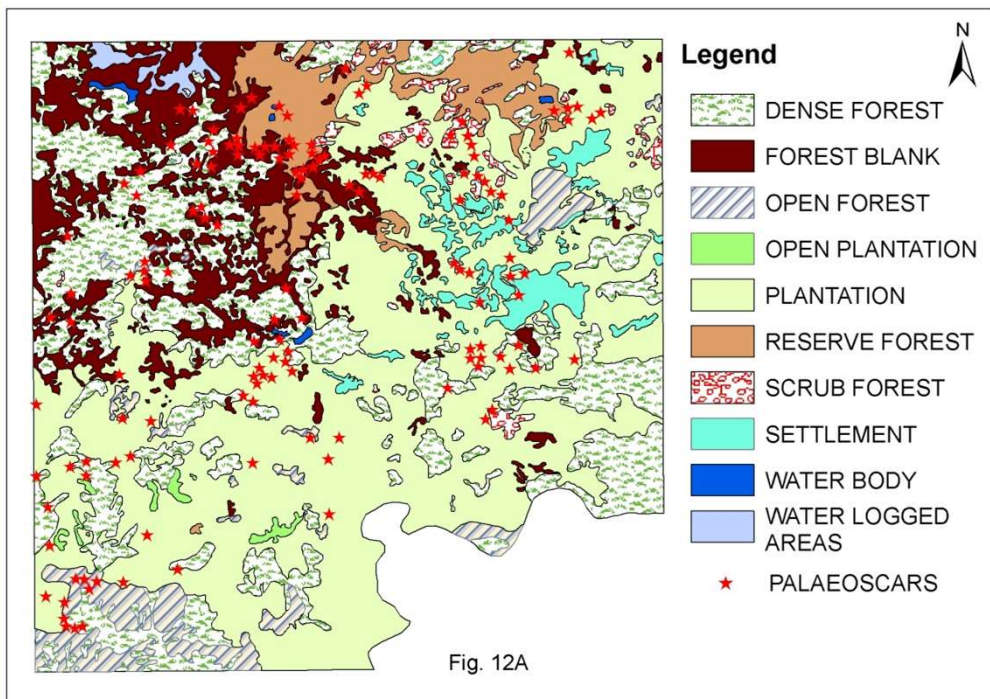 N
Legend
DENSE FOREST
FOREST BLANK
OPEN FOREST
OPEN PLANTATION
PLANTATION
RESERVE FOREST
SCRUB FOREST
SETTLEMENT
WATER BODY
WATER LOGGED
AREAS
PALAEOSCARS
Fig. 12A